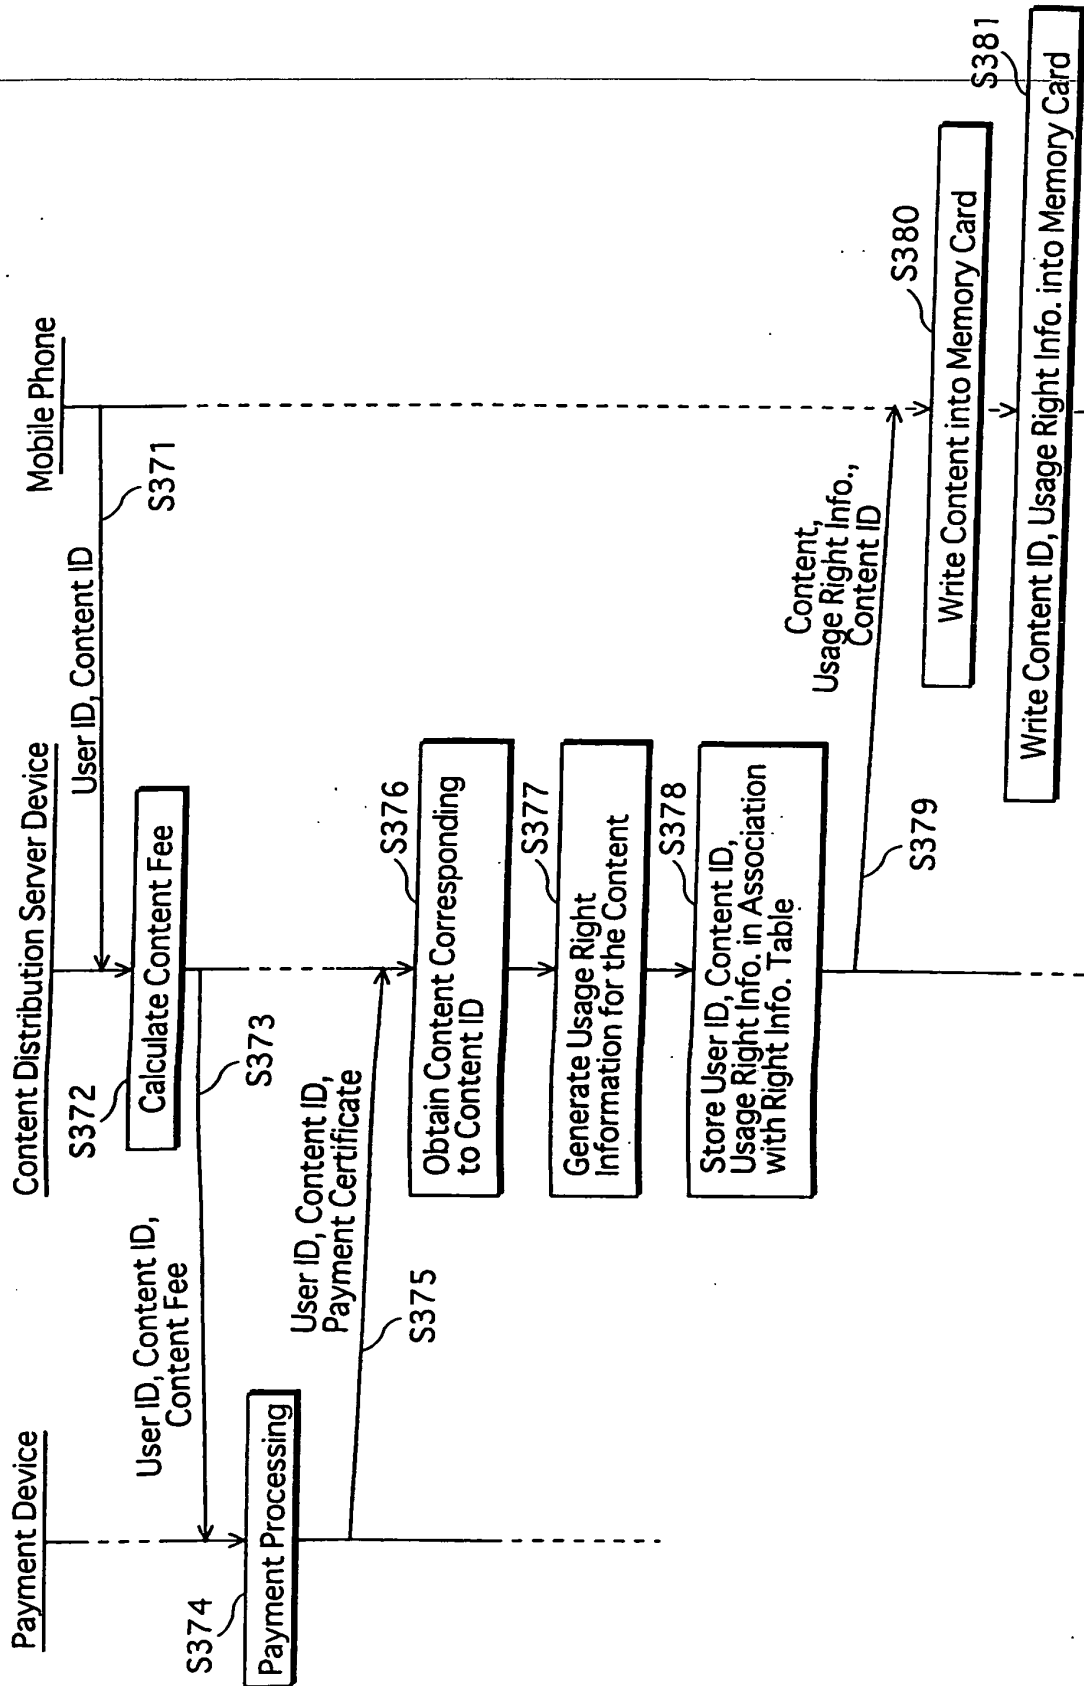 Payment Device
Content Distribution Server Device
Mobile Phone
User ID, Content ID
S371
S372
Calculate Content Fee
User ID, Content ID,
Content Fee
S373
S374
Payment Processing
User ID, Content ID,
Payment Certificate
S375
S376
Obtain Content Corresponding
to Content ID
S377
Generate Usage Right
Information for the Content
S378
Store User ID, Content ID,
Usage Right Info. in Association
with Right Info. Table
Content,
Usage Right Info.,
Content ID
S379
S380
Write Content into Memory Card
S381
Write Content ID, Usage Right Info. into Memory Card